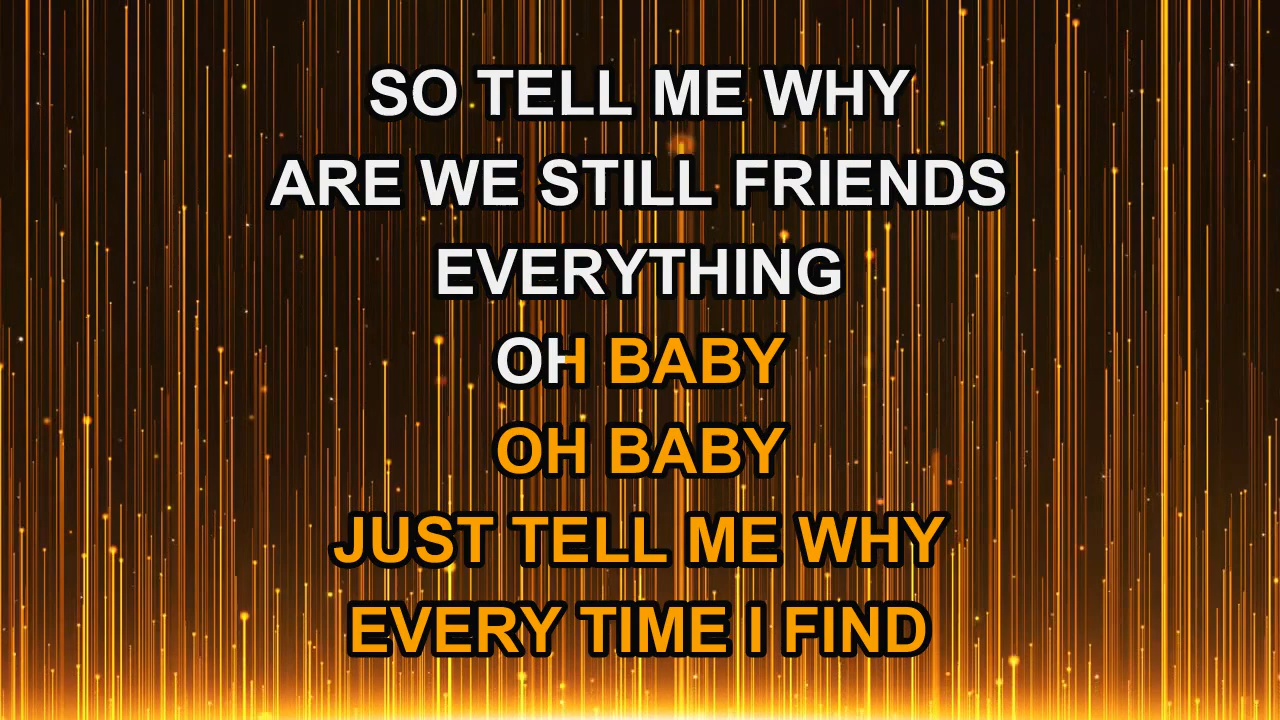 SO TELL ME WHY
ARE WE STILL FRIENDS
EVERYTHING
OH BABY
OH BABY
JUST TELL ME WHY
EVERY TIME I FIND